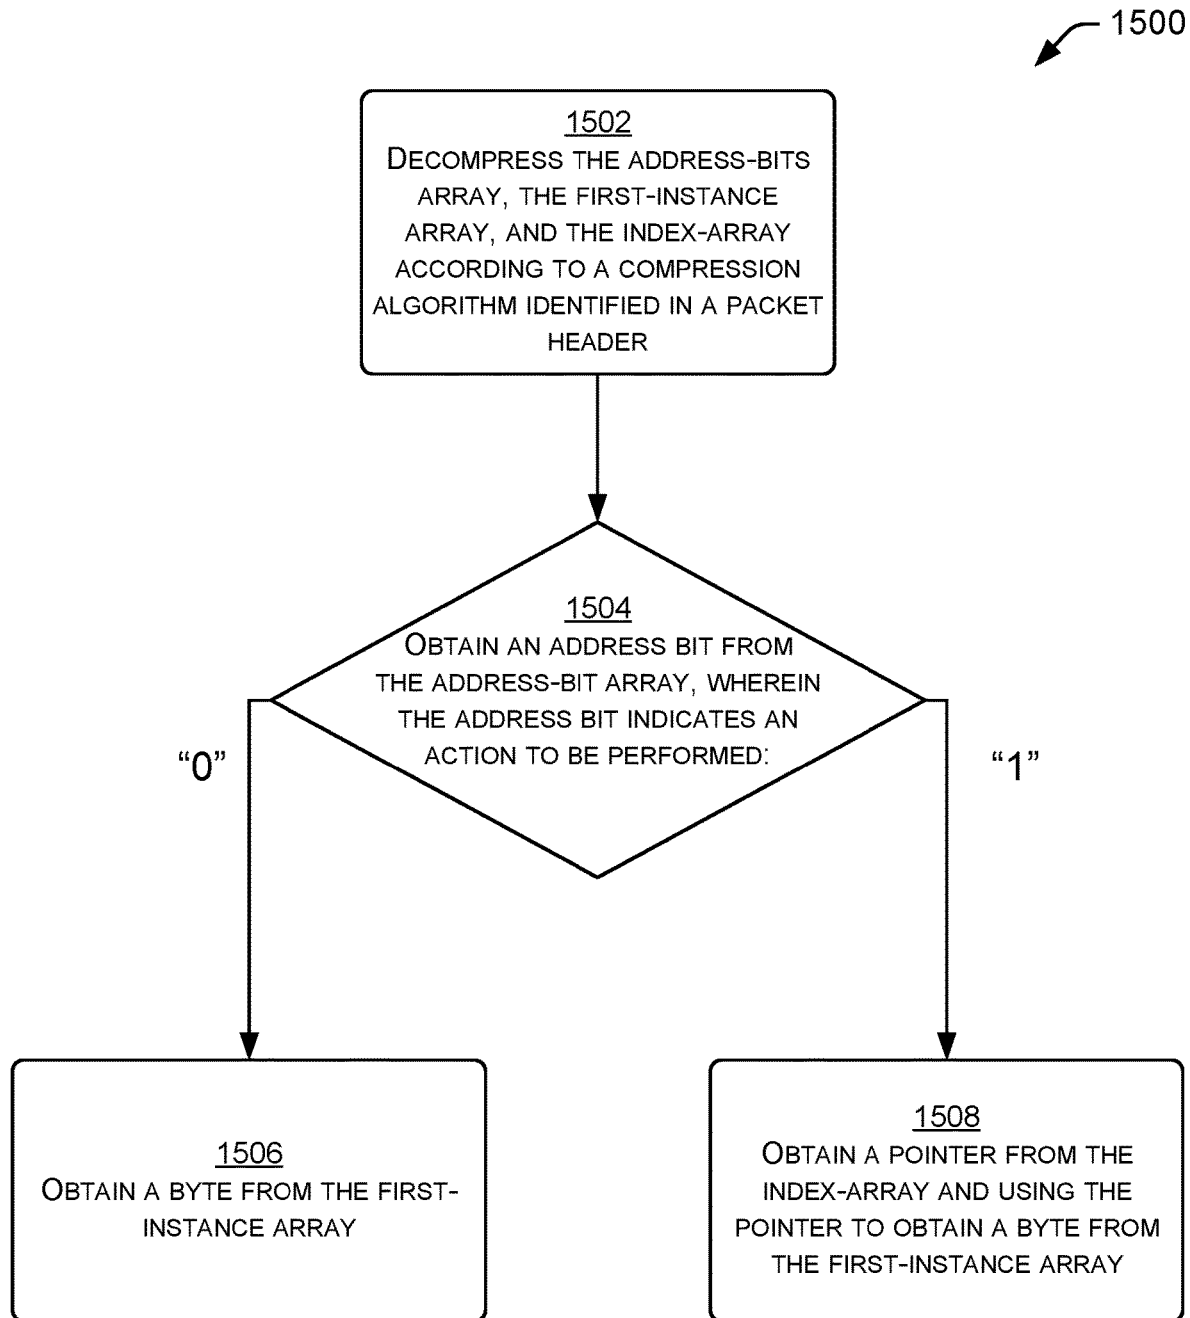 1500
1502
DECOMPRESS THE ADDRESS-BITS
ARRAY, THE FIRST-INSTANCE
ARRAY, AND THE INDEX-ARRAY
ACCORDING TO A COMPRESSION
ALGORITHM IDENTIFIED IN A PACKET
HEADER
1504
OBTAIN AN ADDRESS BIT FROM
THE ADDRESS-BIT ARRAY, WHEREIN
THE ADDRESS BIT INDICATES AN
ACTION TO BE PERFORMED:
“0”
“1”
1506
OBTAIN A BYTE FROM THE FIRST-
INSTANCE ARRAY
1508
OBTAIN A POINTER FROM THE
INDEX-ARRAY AND USING THE
POINTER TO OBTAIN A BYTE FROM
THE FIRST-INSTANCE ARRAY